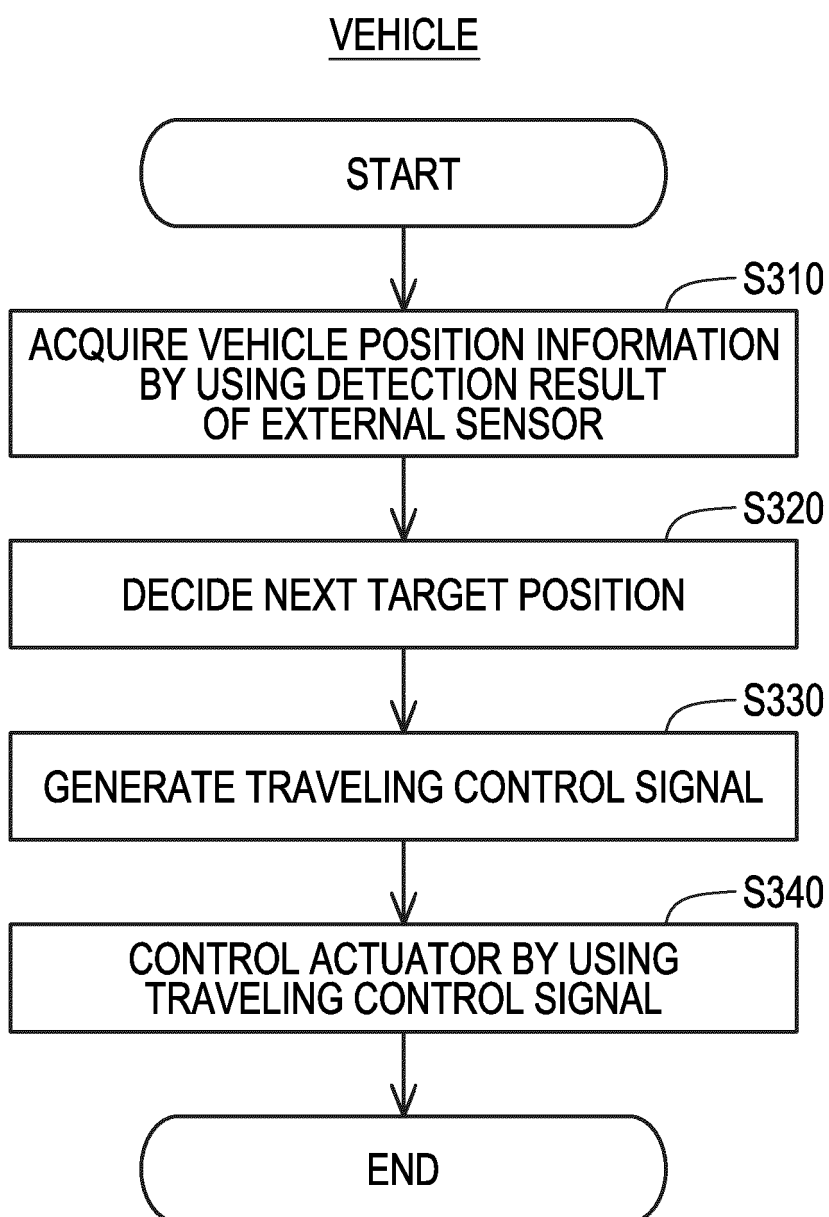 VEHICLE
START
S310
ACQUIRE VEHICLE POSITION INFORMATION
BY USING DETECTION RESULT
OF EXTERNAL SENSOR
S320
DECIDE NEXT TARGET POSITION
S330
GENERATE TRAVELING CONTROL SIGNAL
S340
CONTROL ACTUATOR BY USING
TRAVELING CONTROL SIGNAL
END